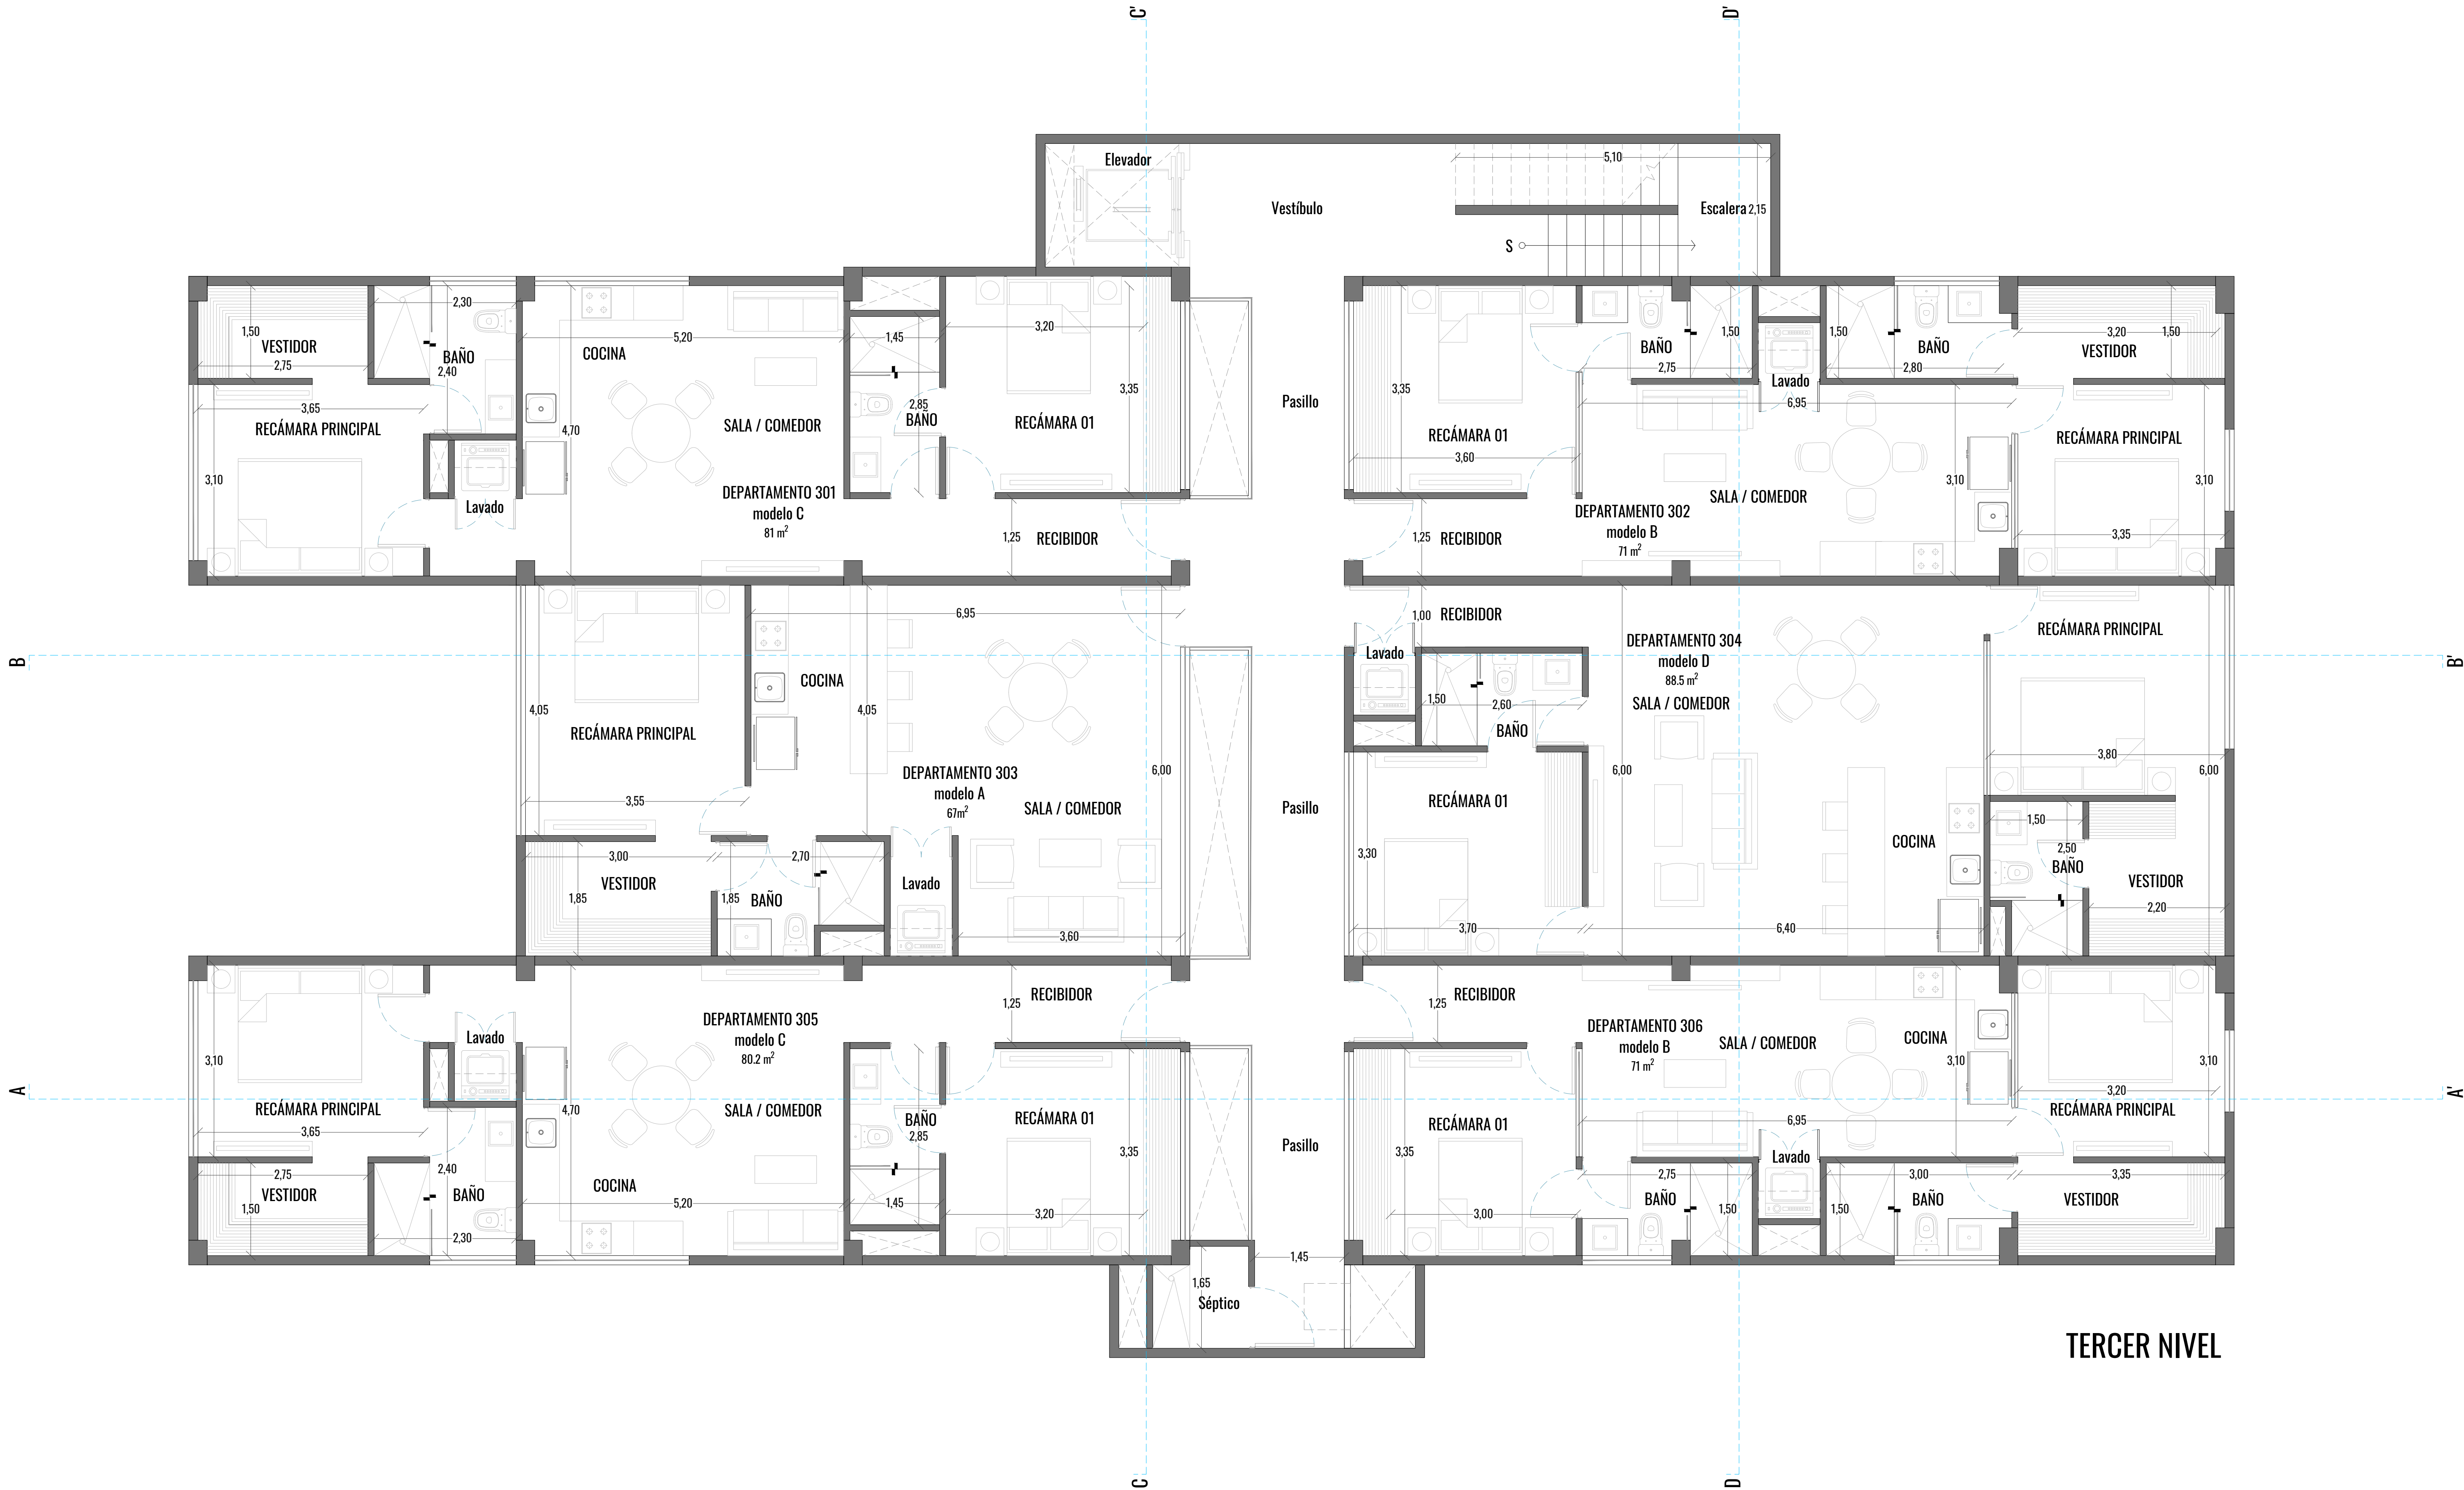 C'
D'
Elevador
5,10
Vestíbulo
Escalera
2,15
S
2,30
1,50
VESTIDOR
2,75
BAÑO
2,40
3,65
RECÁMARA PRINCIPAL
3,10
Lavado
5,20
COCINA
4,70
SALA / COMEDOR
DEPARTAMENTO 301
modelo C
81 m²
1,45
2,85
BAÑO
3,20
3,35
RECÁMARA 01
1,25
RECIBIDOR
Pasillo
3,35
RECÁMARA 01
3,60
BAÑO
1,50
2,75
Lavado
6,95
1,50
BAÑO
2,80
3,20
1,50
VESTIDOR
RECÁMARA PRINCIPAL
3,10
3,10
3,35
SALA / COMEDOR
DEPARTAMENTO 302
modelo B
71 m²
1,25
RECIBIDOR
B
B'
6,95
COCINA
4,05
RECÁMARA PRINCIPAL
4,05
3,55
DEPARTAMENTO 303
modelo A
67m²
SALA / COMEDOR
6,00
3,00
2,70
VESTIDOR
1,85
1,85
BAÑO
Lavado
3,60
Pasillo
1,00
RECIBIDOR
Lavado
1,50
2,60
BAÑO
DEPARTAMENTO 304
modelo D
88.5 m²
SALA / COMEDOR
6,00
RECÁMARA 01
3,30
3,70
6,40
COCINA
RECÁMARA PRINCIPAL
3,80
6,00
1,50
2,50
BAÑO
VESTIDOR
2,20
A
A'
3,10
Lavado
RECÁMARA PRINCIPAL
3,65
2,75
VESTIDOR
1,50
2,40
BAÑO
2,30
DEPARTAMENTO 305
modelo C
80.2 m²
4,70
SALA / COMEDOR
COCINA
5,20
1,25
RECIBIDOR
BAÑO
2,85
1,45
RECÁMARA 01
3,35
3,20
Pasillo
1,25
RECIBIDOR
DEPARTAMENTO 306
modelo B
71 m²
SALA / COMEDOR
COCINA
3,10
3,10
3,20
RECÁMARA PRINCIPAL
RECÁMARA 01
3,35
6,95
Lavado
2,75
BAÑO
1,50
3,00
1,50
3,00
BAÑO
3,35
VESTIDOR
1,45
1,65
Séptico
TERCER NIVEL
C
D